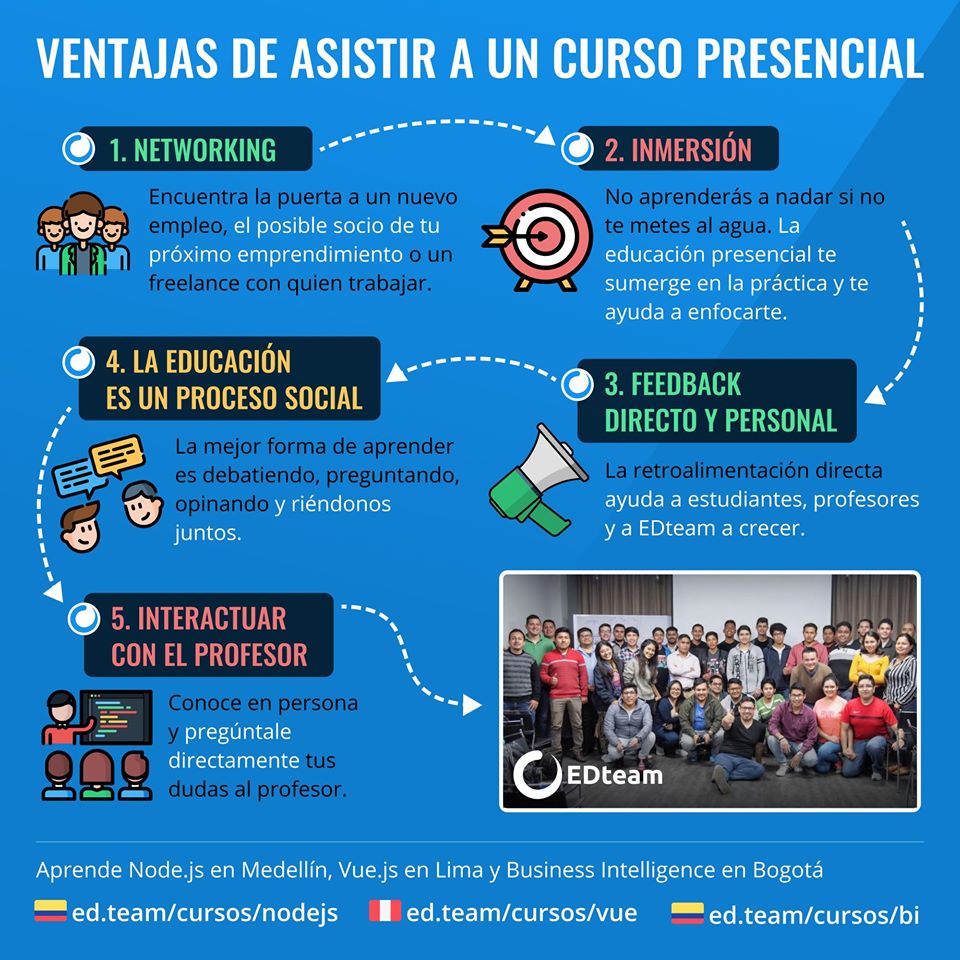 VENTAJAS DE ASISTIR A UN CURSO PRESENCIAL
1. NETWORKING
Encuentra la puerta a un nuevo
empleo, el posible socio de tu
próximo emprendimiento o un
freelance con quien trabajar.
2. INMERSIÓN
No aprenderás a nadar si no
te metes al agua. La
educación presencial te
sumerge en la práctica y te
ayuda a enfocarte.
3. FEEDBACK
DIRECTO Y PERSONAL
La retroalimentación directa
ayuda a estudiantes, profesores
y a EDteam a crecer.
4. LA EDUCACIÓN
ES UN PROCESO SOCIAL
La mejor forma de aprender
es debatiendo, preguntando,
opinando y riéndonos
juntos.
5. INTERACTUAR
CON EL PROFESOR
Conoce en persona
y pregúntale
directamente tus
dudas al profesor.
EDteam
Aprende Node.js en Medellín, Vue.js en Lima y Business Intelligence en Bogotá
ed.team/cursos/nodejs
ed.team/cursos/vue
ed.team/cursos/bi